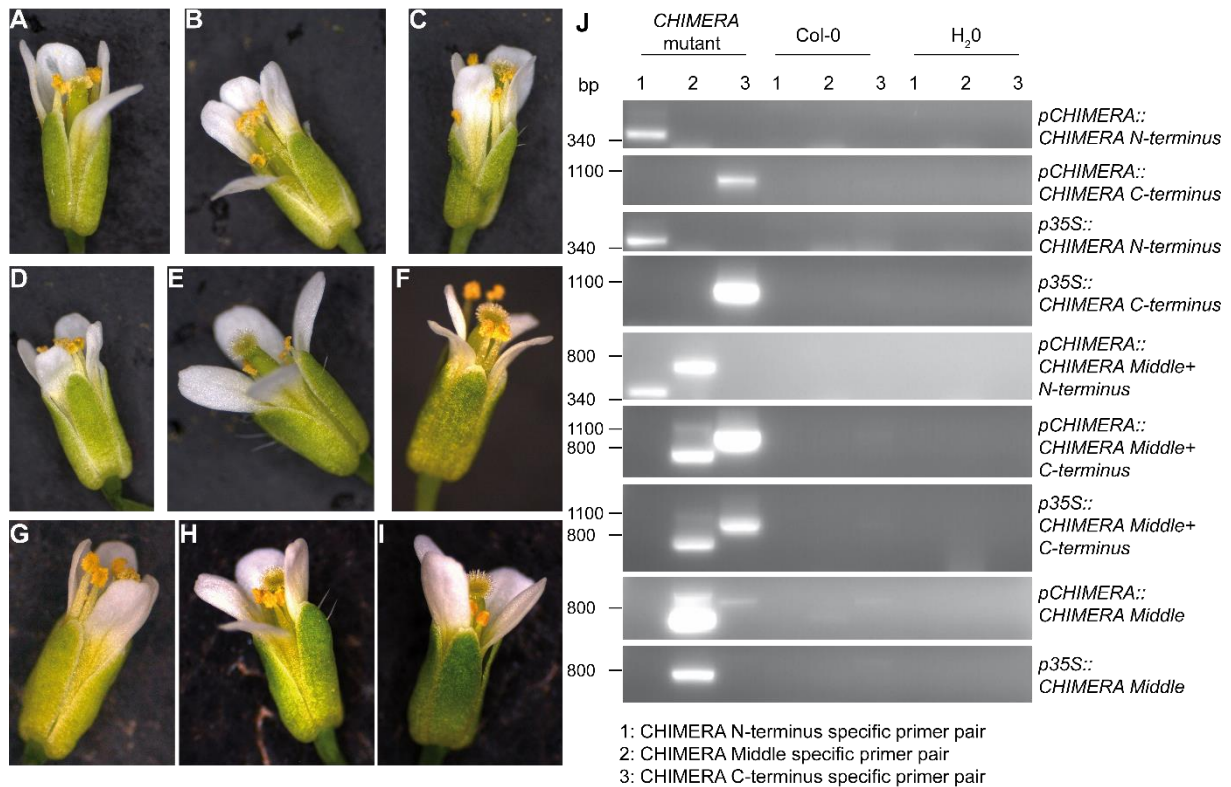 A
B
C
D
E
F
G
H
I
J
CHIMERA
mutant
Col-0
H20
bp
1 2 3 1 2 3 1 2 3
340
pCHIMERA::
CHIMERA N-terminus
1100
pCHIMERA::
CHIMERA C-terminus
340
p35S::
CHIMERA N-terminus
1100
p35S::
CHIMERA C-terminus
800
340
pCHIMERA::
CHIMERA Middle+
N-terminus
1100
800
pCHIMERA::
CHIMERA Middle+
C-terminus
1100
800
p35S::
CHIMERA Middle+
C-terminus
800
pCHIMERA::
CHIMERA Middle
800
p35S::
CHIMERA Middle
1: CHIMERA N-terminus specific primer pair
2: CHIMERA Middle specific primer pair
3: CHIMERA C-terminus specific primer pair